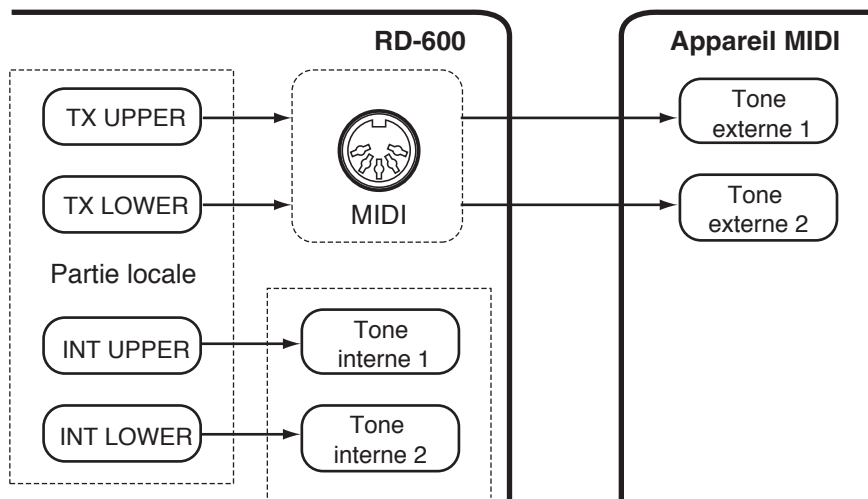 RD-600
Appareil MIDI
TX UPPER
TX LOWER
Partie locale
INT UPPER
INT LOWER
MIDI
Tone
interne 1
Tone
interne 2
Tone
externe 1
Tone
externe 2